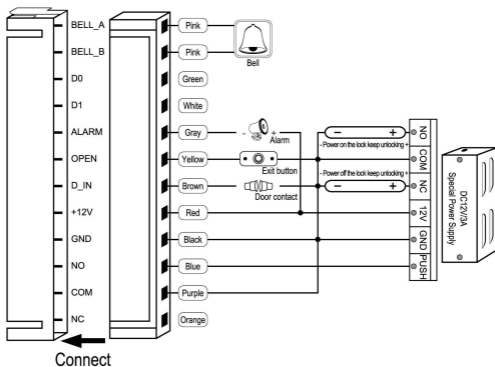 BELL_A Pink
BELL_B Pink
Bell
D0 Green
D1 White
ALARM Gray - + Alarm
- + NO
- Power on the lock keep unlocking +
OPEN Yellow Exit button COM
- Power off the lock keep unlocking +
D_IN Brown Door contact - + NC
+12V Red 12V
GND Black GND
NO Blue PUSH
COM Purple
NC Orange
DC12V/3A
Special Power Supply
Connect